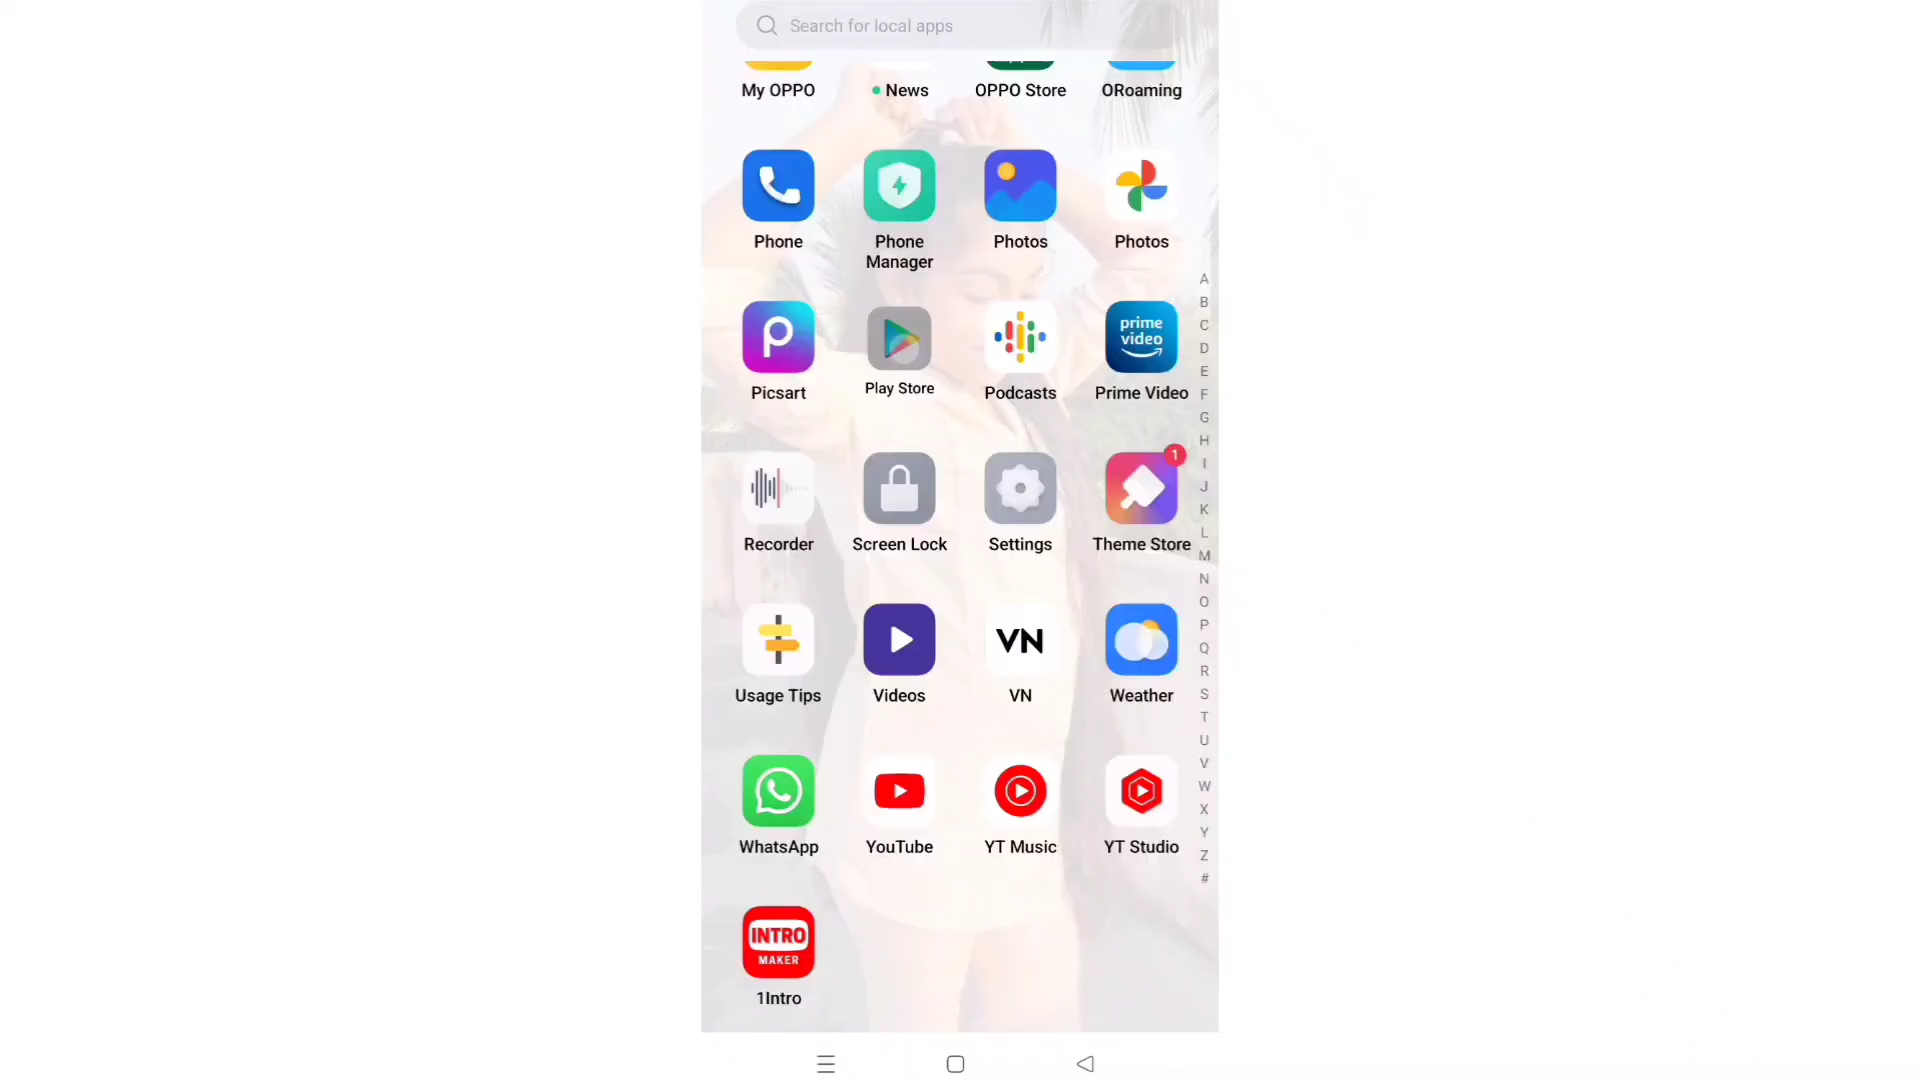 Search for local apps
My OPPO
News
OPPO Store
ORoaming
Phone
Phone
Manager
Photos
Photos
prime
video
Picsart
Play Store
Podcasts
Prime Video
1
Recorder
Screen Lock
Settings
Theme Store
VN
Usage Tips
Videos
VN
Weather
WhatsApp
YouTube
YT Music
YT Studio
INTRO
MAKER
1Intro
A
B
C
D
E
F
G
H
I
J
K
L
M
N
O
P
Q
R
S
T
U
V
W
X
Y
Z
#